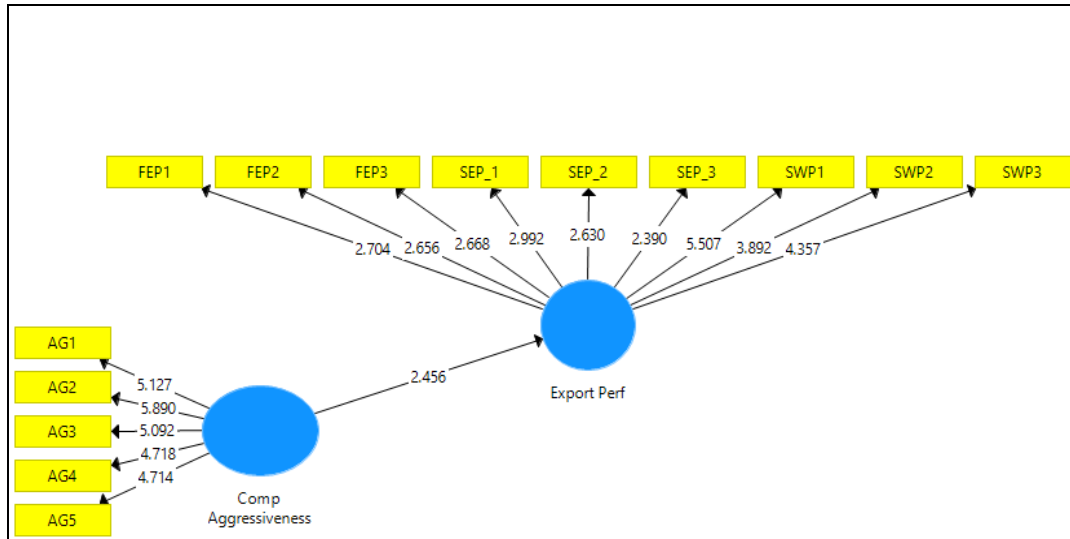 FEP1 FEP2 FEP3 SEP_1 SEP_2 SEP_3 SWP1 SWP2 SWP3
2.704 2.656 2.668 2.992 2.630 2.390 5.507 3.892 4.357
AG1
AG2
AG3
AG4
AG5
5.127
5.890
5.092
4.718
4.714
2.456
Export Perf
Comp
Aggressiveness